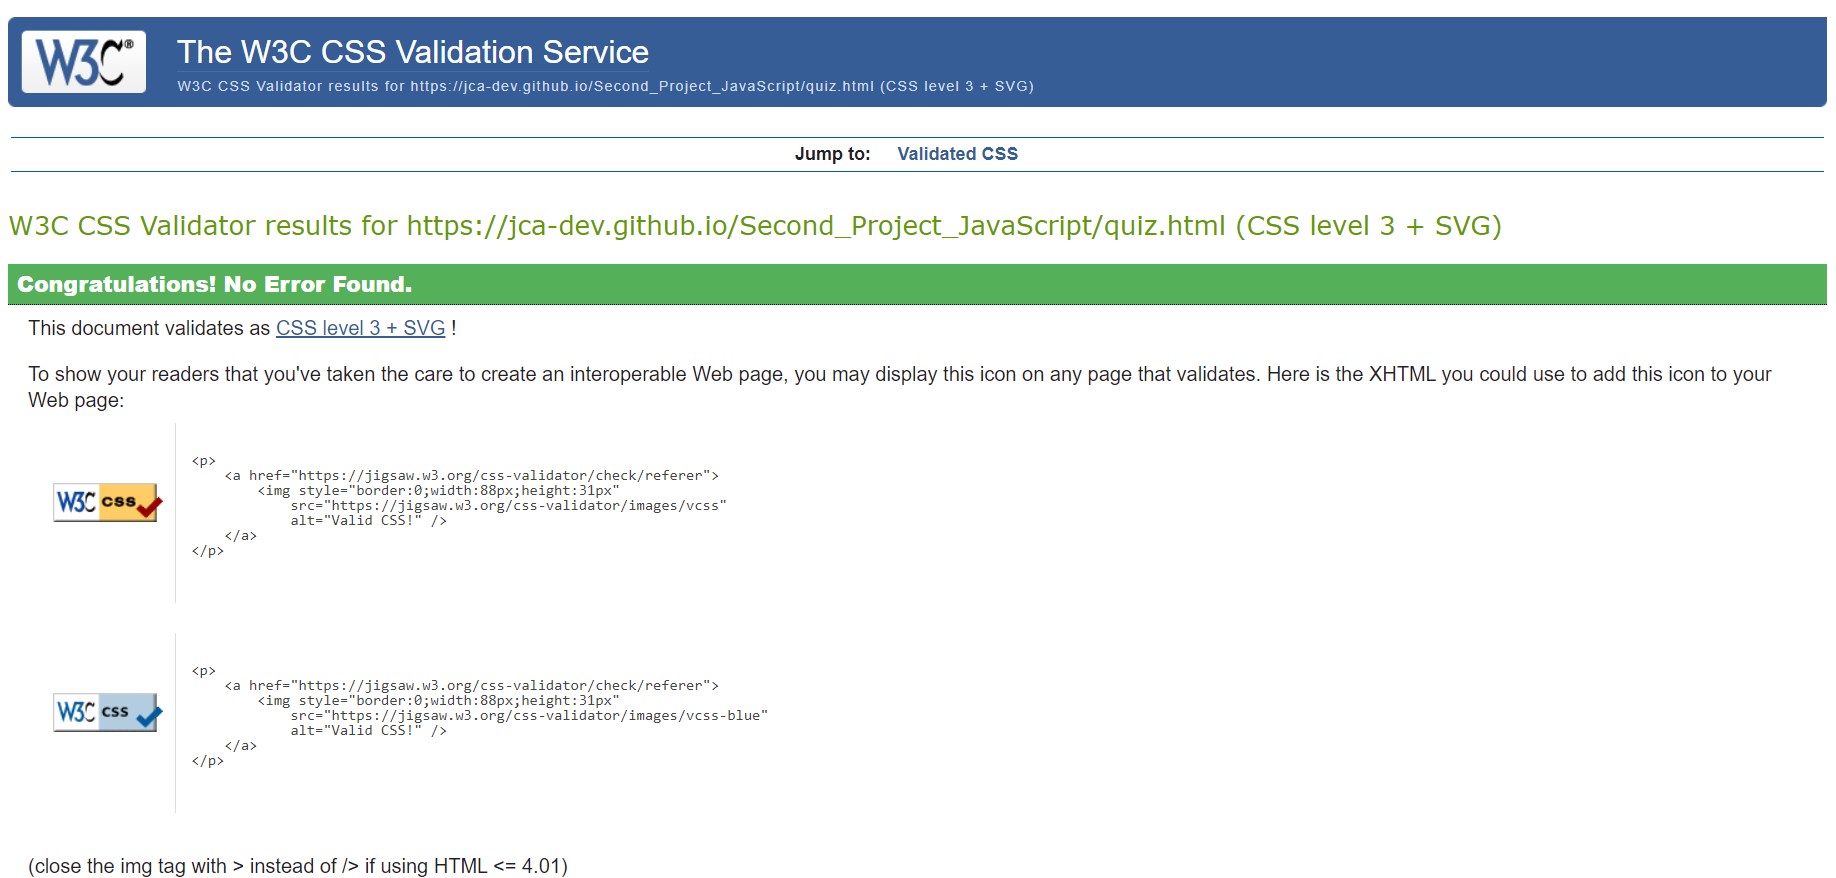 W3C®
The W3C CSS Validation Service
W3C CSS Validator results for https://jca-dev.github.io/Second_Project_JavaScript/quiz.html (CSS level 3 + SVG)
Jump to: Validated CSS
W3C CSS Validator results for https://jca-dev.github.io/Second_Project_JavaScript/quiz.html (CSS level 3 + SVG)
Congratulations! No Error Found.
This document validates as CSS level 3 + SVG !
To show your readers that you've taken the care to create an interoperable Web page, you may display this icon on any page that validates. Here is the XHTML you could use to add this icon to your
Web page:
W3C css
<p>
    <a href="https://jigsaw.w3.org/css-validator/check/referer">
        <img style="border:0;width:88px;height:31px"
            src="https://jigsaw.w3.org/css-validator/images/vcss"
            alt="Valid CSS!" />
    </a>
</p>
W3C css
<p>
    <a href="https://jigsaw.w3.org/css-validator/check/referer">
        <img style="border:0;width:88px;height:31px"
            src="https://jigsaw.w3.org/css-validator/images/vcss-blue"
            alt="Valid CSS!" />
    </a>
</p>
(close the img tag with > instead of /> if using HTML <= 4.01)